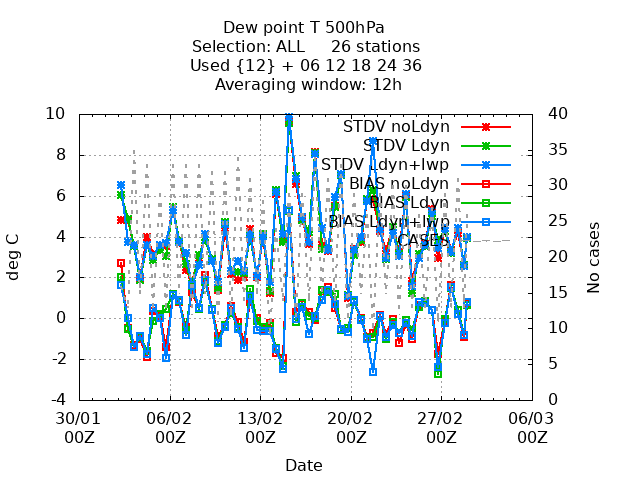 Dew point T 500hPa
Selection: ALL     26 stations
Used {12} + 06 12 18 24 36
Averaging window: 12h
10
8
6
4
2
0
-2
-4
deg C
40
35
30
25
20
15
10
5
0
No cases
STDV noLdyn
STDV Ldyn
STDV Ldyn+lwp
BIAS noLdyn
BIAS Ldyn
BIAS Ldyn+lwp
CASES
30/01 06/02 13/02 20/02 27/02 06/03
00Z 00Z 00Z 00Z 00Z 00Z
Date